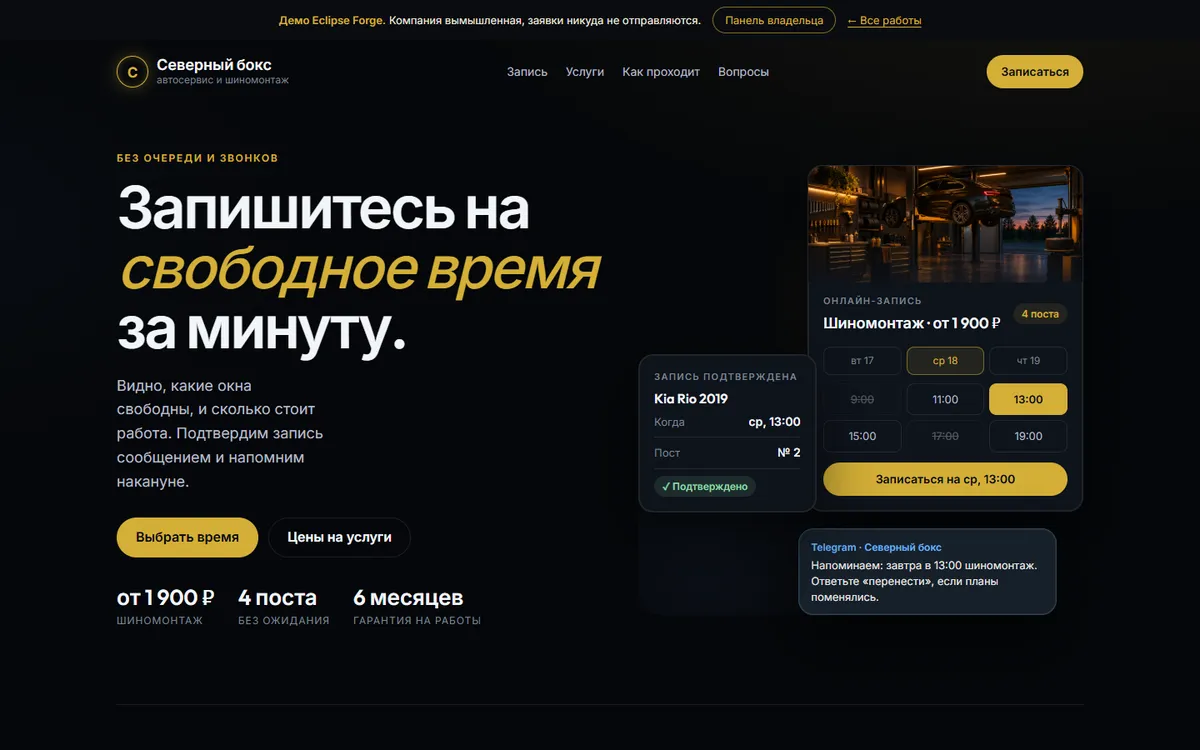 Демо Eclipse Forge. Компания вымышленная, заявки никуда не отправляются.
Панель владельца
← Все работы
С
Северный бокс
автосервис и шиномонтаж
Запись
Услуги
Как проходит
Вопросы
Записаться
БЕЗ ОЧЕРЕДИ И ЗВОНКОВ
Запишитесь на
свободное время
за минуту.
Видно, какие окна
свободны, и сколько стоит
работа. Подтвердим запись
сообщением и напомним
накануне.
Выбрать время
Цены на услуги
от 1 900 ₽
ШИНОМОНТАЖ
4 поста
БЕЗ ОЖИДАНИЯ
6 месяцев
ГАРАНТИЯ НА РАБОТЫ
ОНЛАЙН-ЗАПИСЬ
Шиномонтаж · от 1 900 ₽
4 поста
вт 17
ср 18
чт 19
9:00
11:00
13:00
15:00
17:00
19:00
Записаться на ср, 13:00
ЗАПИСЬ ПОДТВЕРЖДЕНА
Kia Rio 2019
Когда
ср, 13:00
Пост
№ 2
✓ Подтверждено
Telegram · Северный бокс
Напоминаем: завтра в 13:00 шиномонтаж.
Ответьте «перенести», если планы
поменялись.